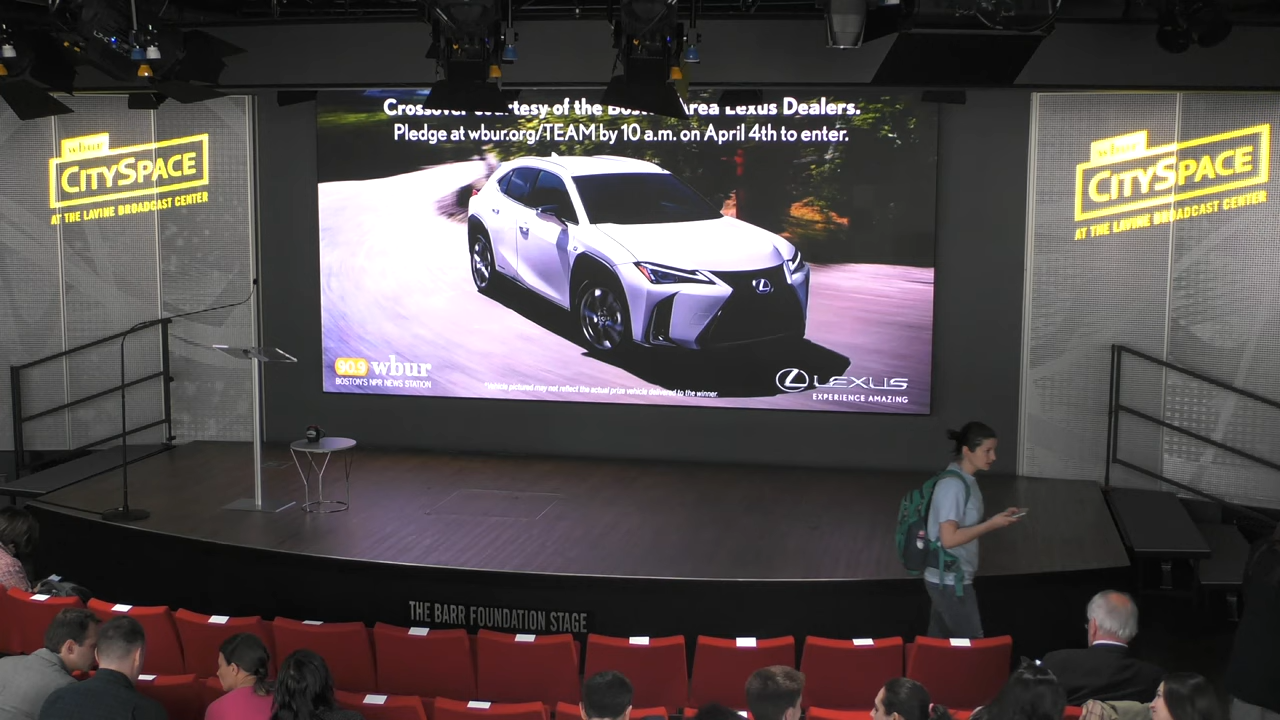 Crossover courtesy of the Boston Area Lexus Dealers.
Pledge at wbur.org/TEAM by 10 a.m. on April 4th to enter.
wbur
CITYSPACE
AT THE LAVINE BROADCAST CENTER
wbur
CITYSPACE
AT THE LAVINE BROADCAST CENTER
90.9 wbur
BOSTON'S NPR NEWS STATION
*Vehicle pictured may not reflect the actual prize vehicle delivered to the winner.
LEXUS
EXPERIENCE AMAZING
THE BARR FOUNDATION STAGE